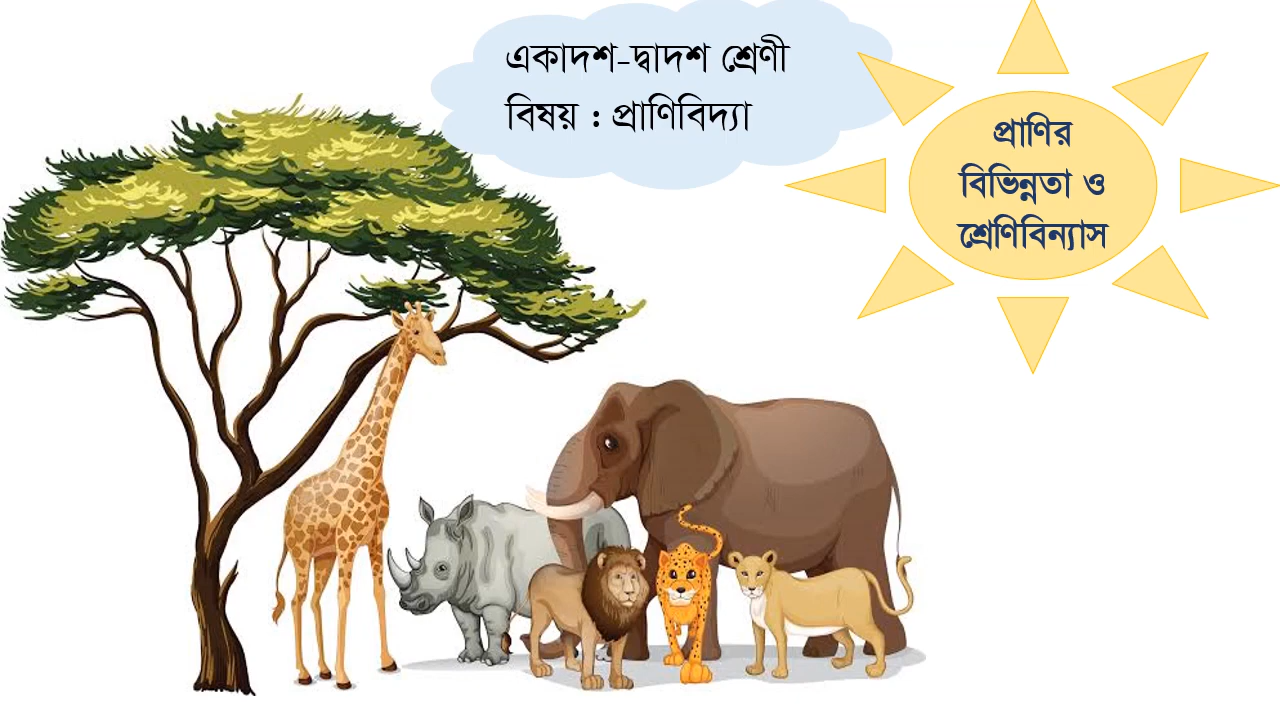 একাদশ-দ্বাদশ শ্রেণী
বিষয় : প্রাণিবিদ্যা
প্রাণির
বিভিন্নতা ও
শ্রেণিবিন্যাস